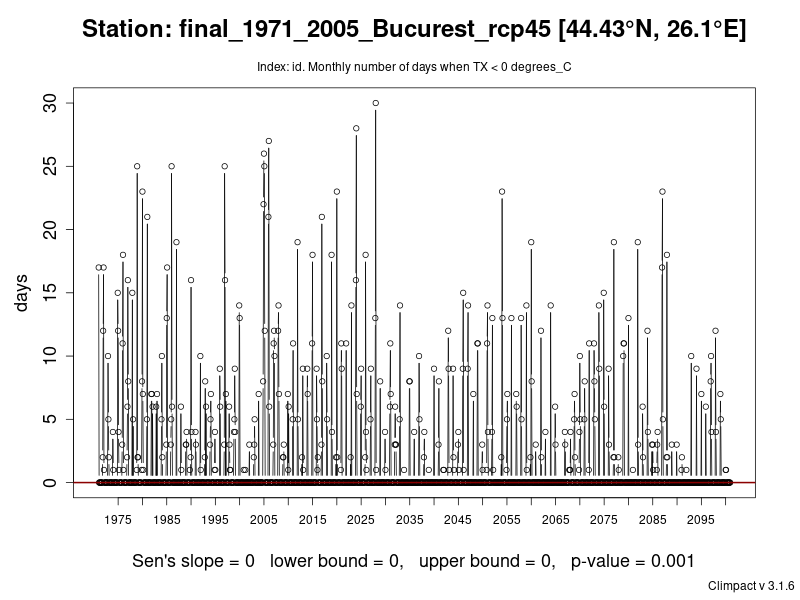 Station: final_1971_2005_Bucurest_rcp45 [44.43°N, 26.1°E]
Index: id. Monthly number of days when TX < 0 degrees_C
30
25
20
15
10
5
0
days
1975 1985 1995 2005 2015 2025 2035 2045 2055 2065 2075 2085 2095
Sen's slope = 0 lower bound = 0, upper bound = 0, p-value = 0.001
Climpact v 3.1.6